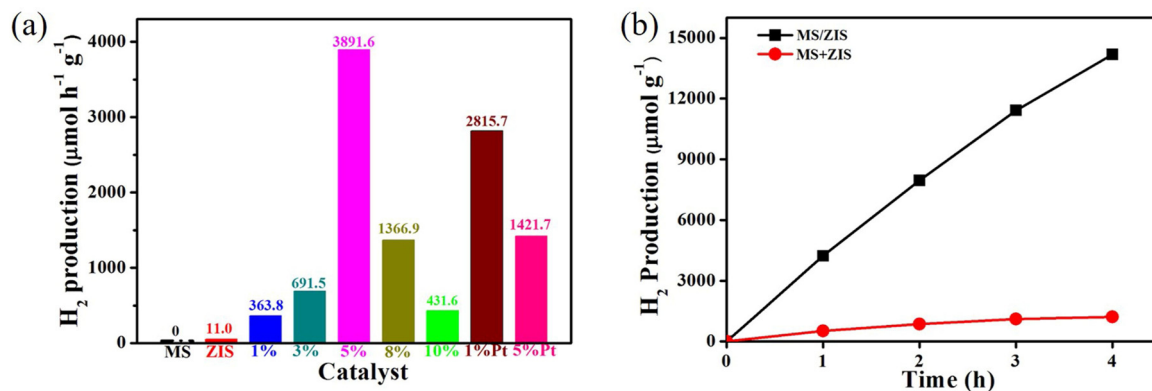 (a)
H₂ production (μmol h⁻¹ g⁻¹)
4000
3000
2000
1000
0
0
11.0
363.8
691.5
3891.6
1366.9
431.6
2815.7
1421.7
MS ZIS 1% 3% 5% 8% 10% 1%Pt 5%Pt
Catalyst
(b)
H₂ Production (μmol g⁻¹)
15000
12000
9000
6000
3000
0
MS/ZIS
MS+ZIS
0 1 2 3 4
Time (h)